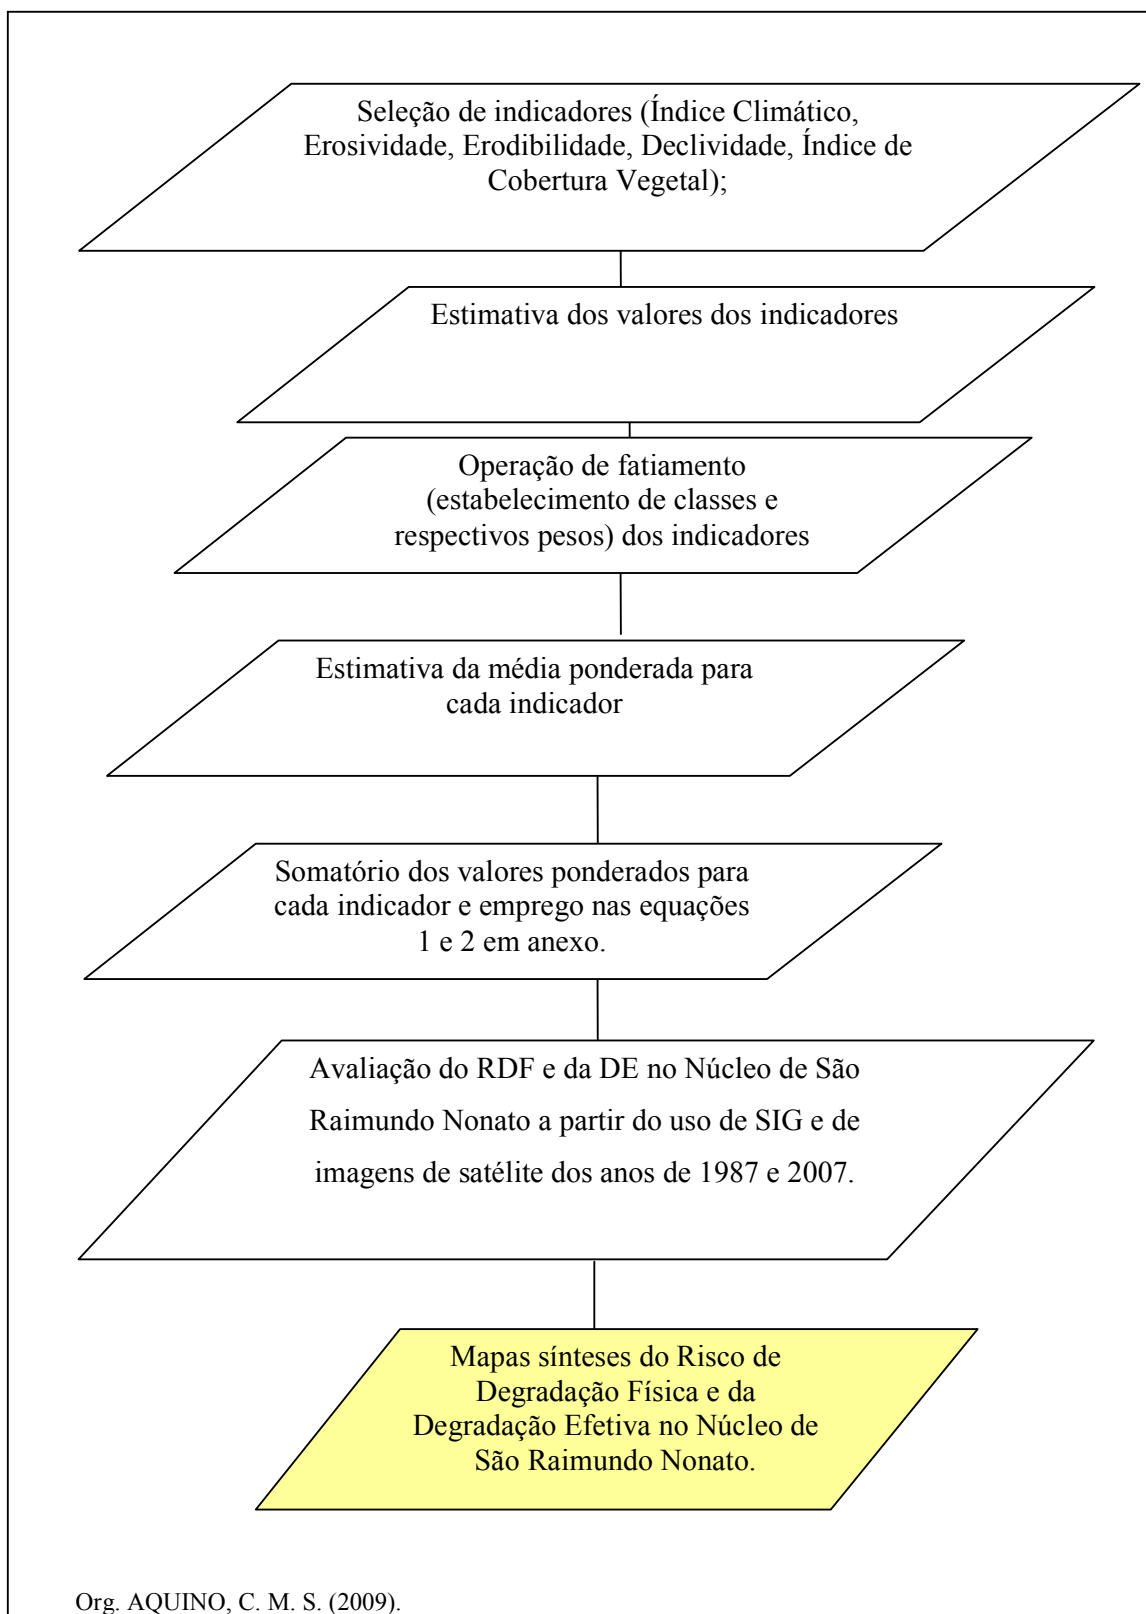 Seleção de indicadores (Índice Climático,
Erosividade, Erodibilidade, Declividade, Índice de
Cobertura Vegetal);
Estimativa dos valores dos indicadores
Operação de fatiamento
(estabelecimento de classes e
respectivos pesos) dos indicadores
Estimativa da média ponderada para
cada indicador
Somatório dos valores ponderados para
cada indicador e emprego nas equações
1 e 2 em anexo.
Avaliação do RDF e da DE no Núcleo de São
Raimundo Nonato a partir do uso de SIG e de
imagens de satélite dos anos de 1987 e 2007.
Mapas sínteses do Risco de
Degradação Física e da
Degradação Efetiva no Núcleo de
São Raimundo Nonato.
Org. AQUINO, C. M. S. (2009).